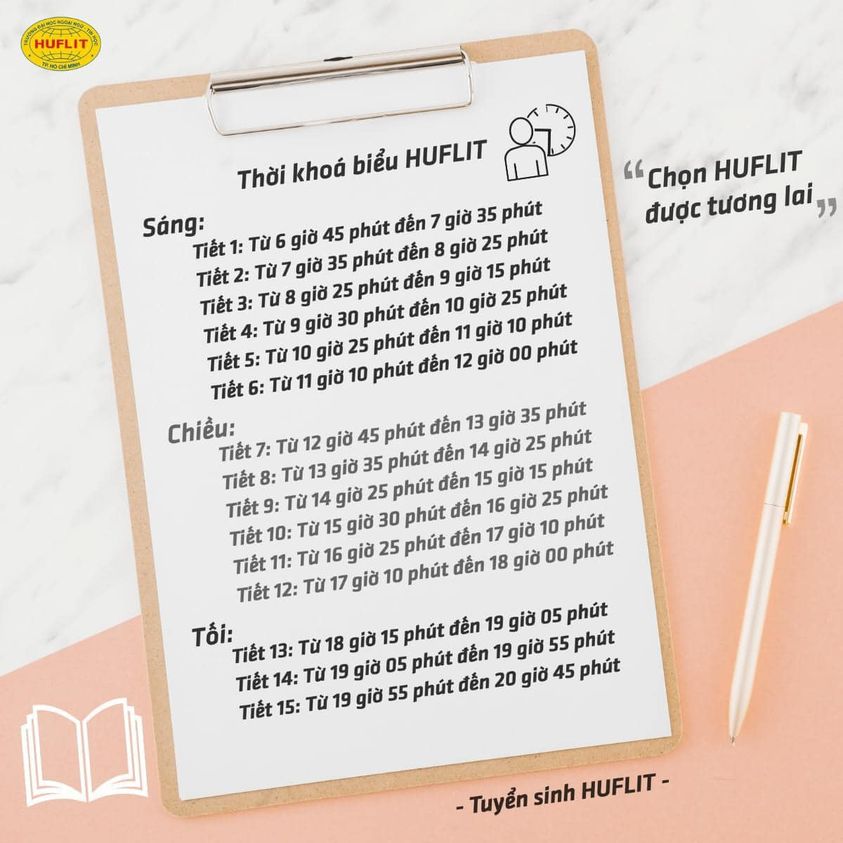 TRƯỜNG ĐẠI HỌC NGOẠI NGỮ - TIN HỌC
HUFLIT
TP. HỒ CHÍ MINH
Thời khoá biểu HUFLIT
“Chọn HUFLIT
được tương lai”
Sáng:
Tiết 1: Từ 6 giờ 45 phút đến 7 giờ 35 phút
Tiết 2: Từ 7 giờ 35 phút đến 8 giờ 25 phút
Tiết 3: Từ 8 giờ 25 phút đến 9 giờ 15 phút
Tiết 4: Từ 9 giờ 30 phút đến 10 giờ 25 phút
Tiết 5: Từ 10 giờ 25 phút đến 11 giờ 10 phút
Tiết 6: Từ 11 giờ 10 phút đến 12 giờ 00 phút
Chiều:
Tiết 7: Từ 12 giờ 45 phút đến 13 giờ 35 phút
Tiết 8: Từ 13 giờ 35 phút đến 14 giờ 25 phút
Tiết 9: Từ 14 giờ 25 phút đến 15 giờ 15 phút
Tiết 10: Từ 15 giờ 30 phút đến 16 giờ 25 phút
Tiết 11: Từ 16 giờ 25 phút đến 17 giờ 10 phút
Tiết 12: Từ 17 giờ 10 phút đến 18 giờ 00 phút
Tối:
Tiết 13: Từ 18 giờ 15 phút đến 19 giờ 05 phút
Tiết 14: Từ 19 giờ 05 phút đến 19 giờ 55 phút
Tiết 15: Từ 19 giờ 55 phút đến 20 giờ 45 phút
- Tuyển sinh HUFLIT -